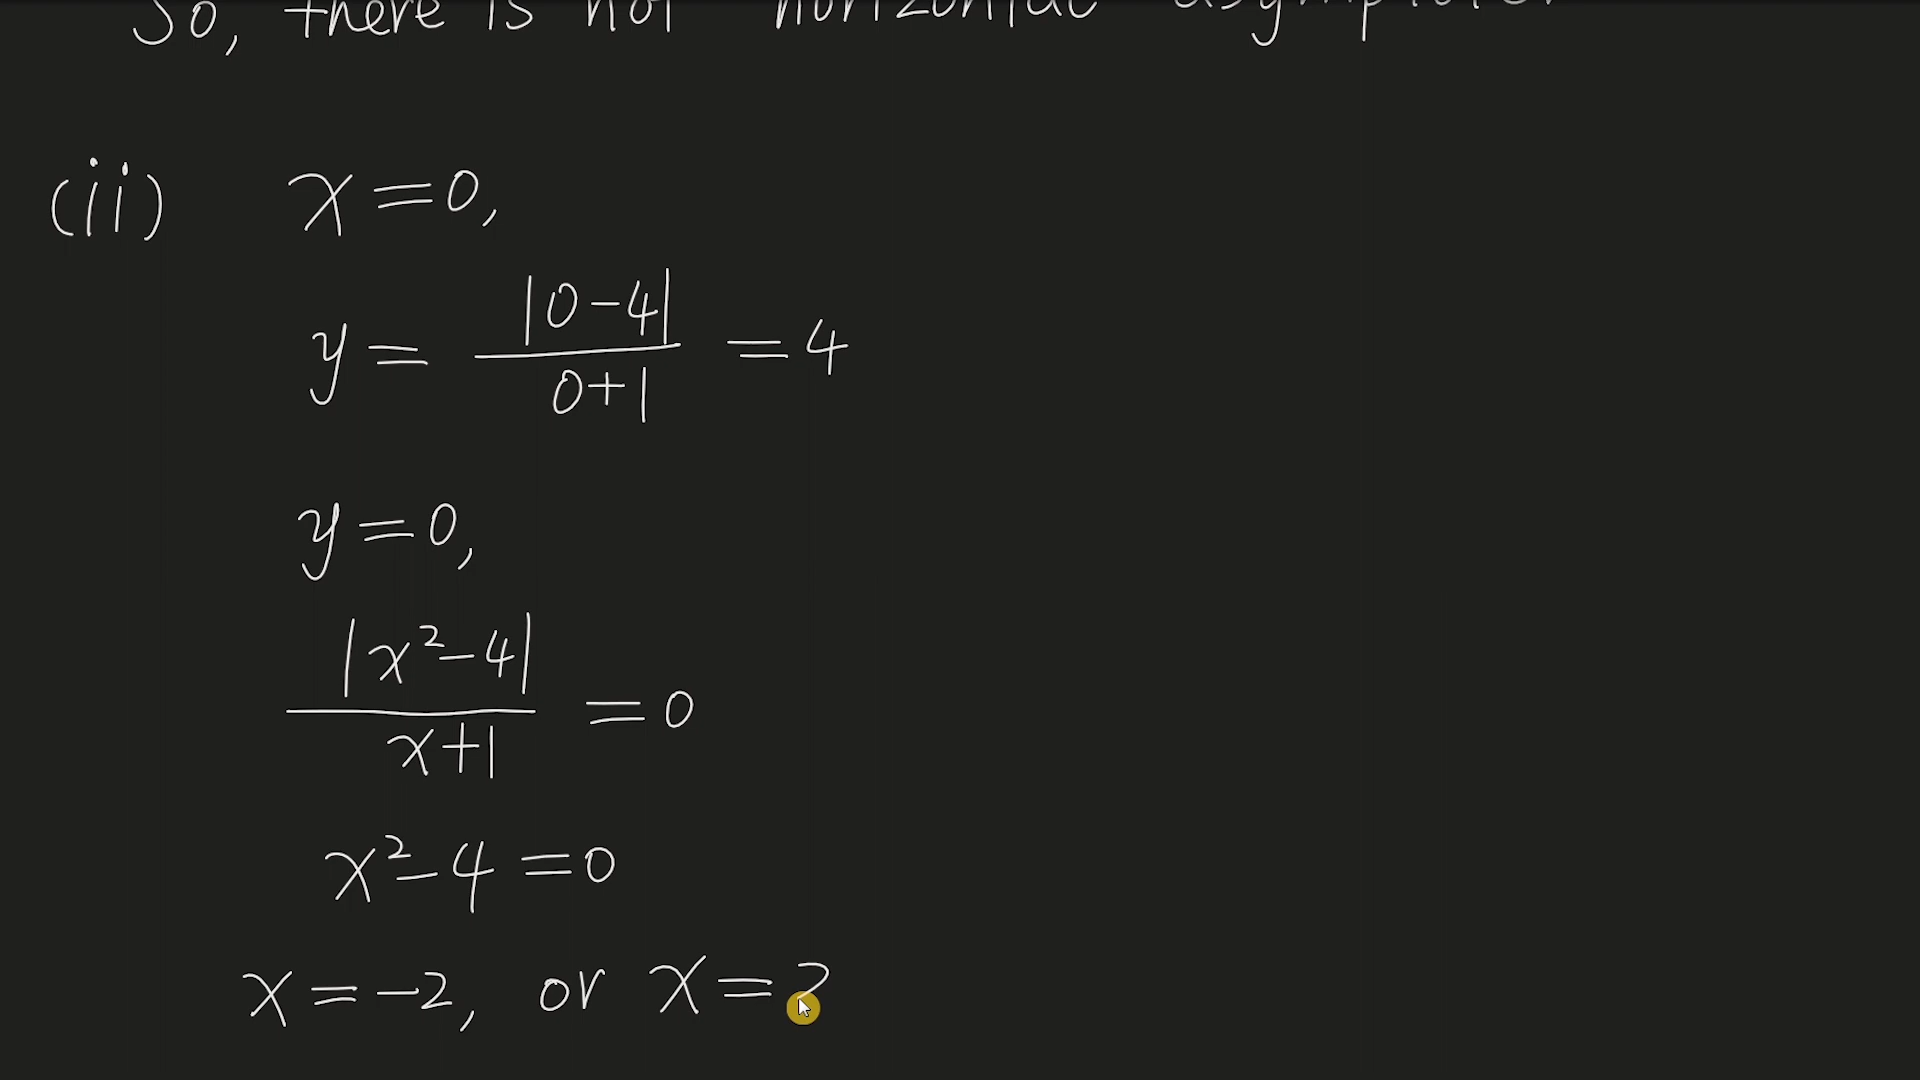 So, there is not horizontal asymptote.
(ii) x = 0,
y = |0-4| / 0+1 = 4
y = 0,
|x²-4| / x+1 = 0
x²-4 = 0
x = -2, or x = 2